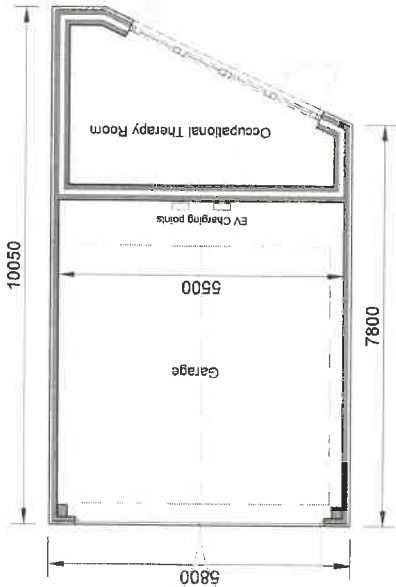 5800
Garage
5500
EV Charging points
Occupational Therapy Room
7800
10050